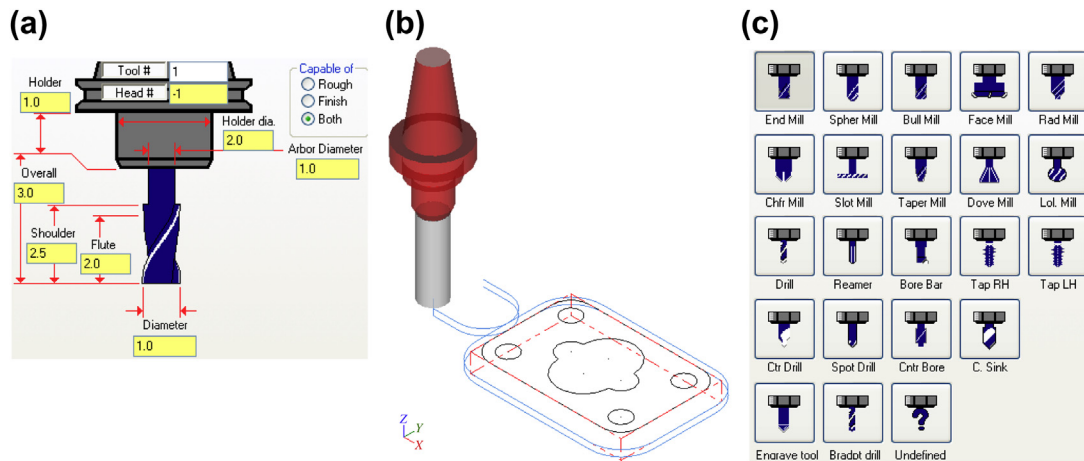 (a)
Tool # 1
Head # -1
Capable of
Rough
Finish
Both
Holder
1.0
Holder dia.
2.0
Arbor Diameter
1.0
Overall
3.0
Shoulder
2.5
Flute
2.0
Diameter
1.0
(b)
Z
Y
X
(c)
End Mill Spher Mill Bull Mill Face Mill Rad Mill
Chfr Mill Slot Mill Taper Mill Dove Mill Lol. Mill
Drill Reamer Bore Bar Tap RH Tap LH
Ctr Drill Spot Drill Cntr Bore C. Sink
Engrave tool Bradpt drill Undefined